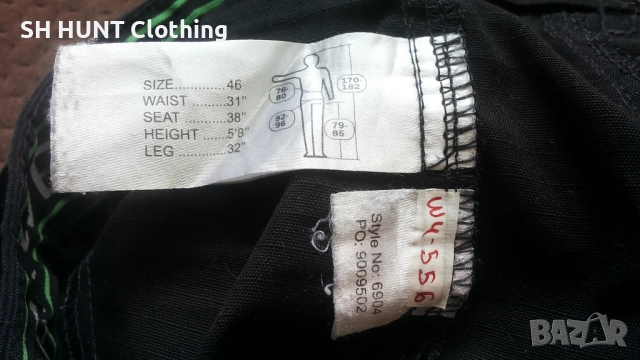 SH HUNT Clothing
SIZE..............46
WAIST...........31"
SEAT............38"
HEIGHT.......5'8"
LEG..............32"
76-
80
170-
182
92-
96
79-
85
Style No: 6904
PO: 9009502
W4-556
BAZAR